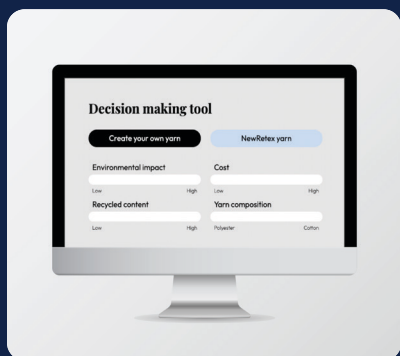 Decision making tool
Create your own yarn
NewRetex yarn
Environmental impact
Cost
Low High
Low High
Recycled content
Yarn composition
Low High
Polyester Cotton